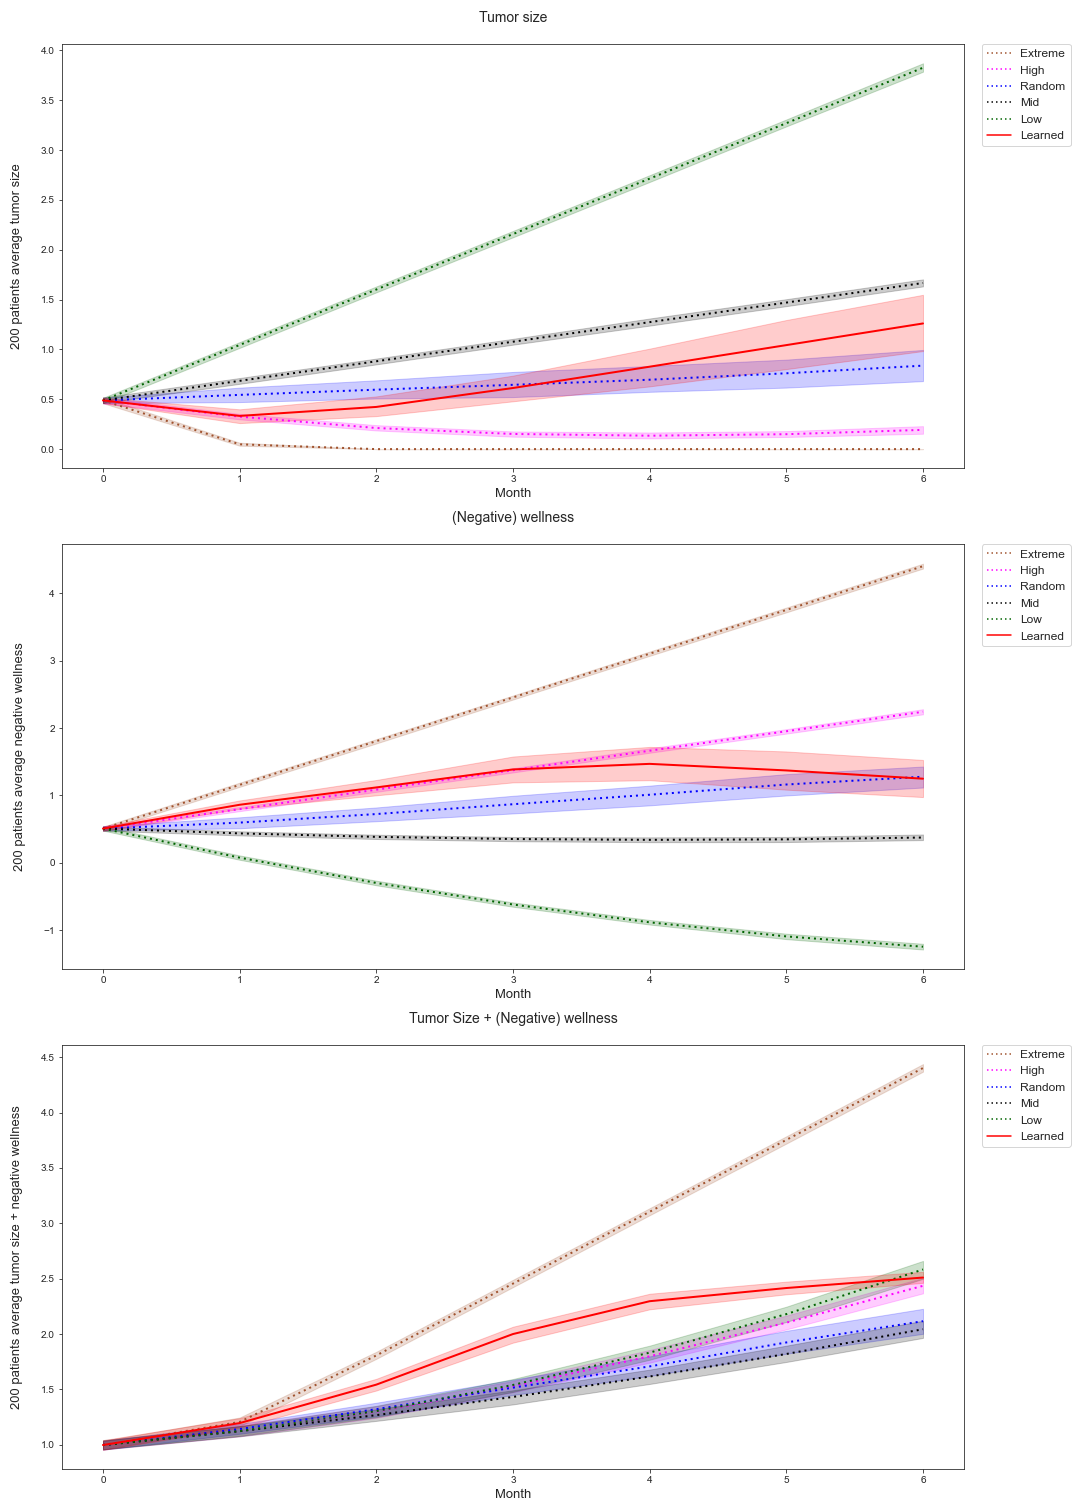 Tumor size
200 patients average tumor size
4.0
3.5
3.0
2.5
2.0
1.5
1.0
0.5
0.0
0 1 2 3 4 5 6
Month
Extreme
High
Random
Mid
Low
Learned
(Negative) wellness
200 patients average negative wellness
4
3
2
1
0
−1
0 1 2 3 4 5 6
Month
Extreme
High
Random
Mid
Low
Learned
Tumor Size + (Negative) wellness
200 patients average tumor size + negative wellness
4.5
4.0
3.5
3.0
2.5
2.0
1.5
1.0
0 1 2 3 4 5 6
Month
Extreme
High
Random
Mid
Low
Learned